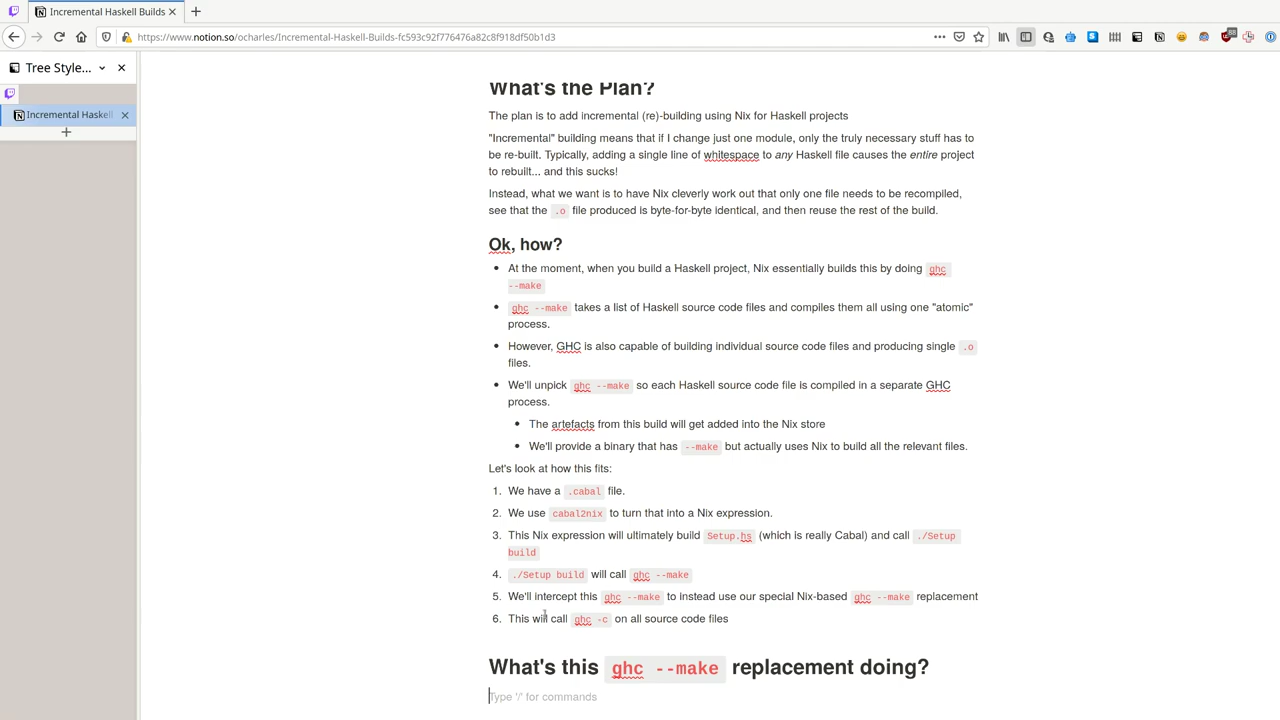 Incremental Haskell Builds
https://www.notion.so/ocharles/Incremental-Haskell-Builds-fc593c92f776476a82c8f918df50b1d3
88
Tree Style...
Incremental Haskell
What's the Plan?
The plan is to add incremental (re)-building using Nix for Haskell projects
"Incremental" building means that if I change just one module, only the truly necessary stuff has to
be re-built. Typically, adding a single line of whitespace to any Haskell file causes the entire project
to rebuilt... and this sucks!
Instead, what we want is to have Nix cleverly work out that only one file needs to be recompiled,
see that the .o file produced is byte-for-byte identical, and then reuse the rest of the build.
Ok, how?
At the moment, when you build a Haskell project, Nix essentially builds this by doing ghc
--make
ghc --make takes a list of Haskell source code files and compiles them all using one "atomic"
process.
However, GHC is also capable of building individual source code files and producing single .o
files.
We'll unpick ghc --make so each Haskell source code file is compiled in a separate GHC
process.
The artefacts from this build will get added into the Nix store
We'll provide a binary that has --make but actually uses Nix to build all the relevant files.
Let's look at how this fits:
1. We have a .cabal file.
2. We use cabal2nix to turn that into a Nix expression.
3. This Nix expression will ultimately build Setup.hs (which is really Cabal) and call ./Setup
build
4. ./Setup build will call ghc --make
5. We'll intercept this ghc --make to instead use our special Nix-based ghc --make replacement
6. This will call ghc -c on all source code files
What's this ghc --make replacement doing?
Type '/' for commands